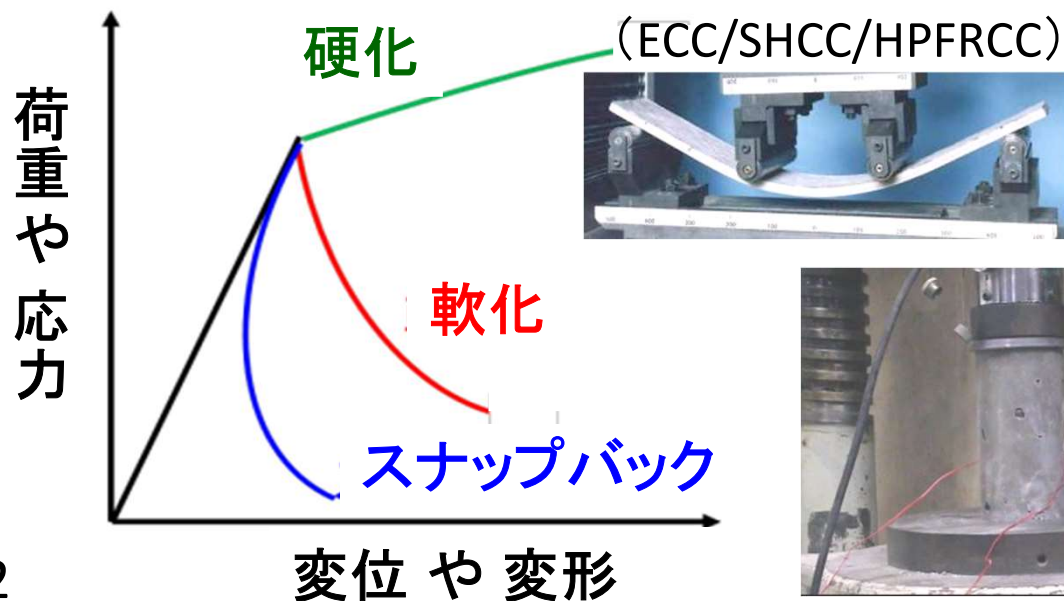 硬化
（ECC/SHCC/HPFRCC）
荷重や応力
軟化
スナップバック
変位 や 変形
2